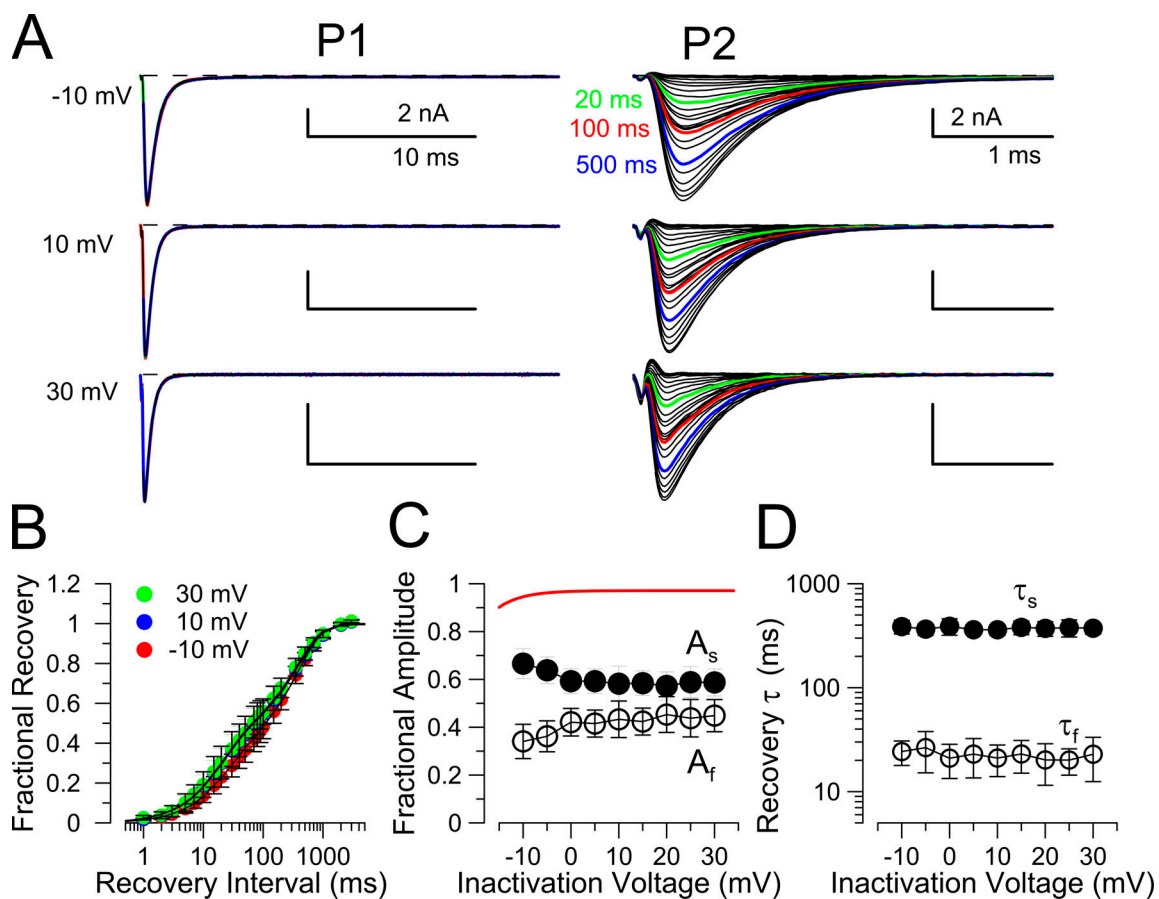 A
P1
P2
-10 mV
2 nA
10 ms
20 ms
100 ms
500 ms
2 nA
1 ms
10 mV
30 mV
B
C
D
Fractional Recovery
1.2
1
0.8
0.6
0.4
0.2
0
30 mV
10 mV
-10 mV
1
10
100
1000
Recovery Interval (ms)
Fractional Amplitude
1
0.8
0.6
0.4
0.2
0
As
Af
-10
0
10
20
30
Inactivation Voltage (mV)
Recovery τ (ms)
1000
100
10
τs
τf
-10
0
10
20
30
Inactivation Voltage (mV)